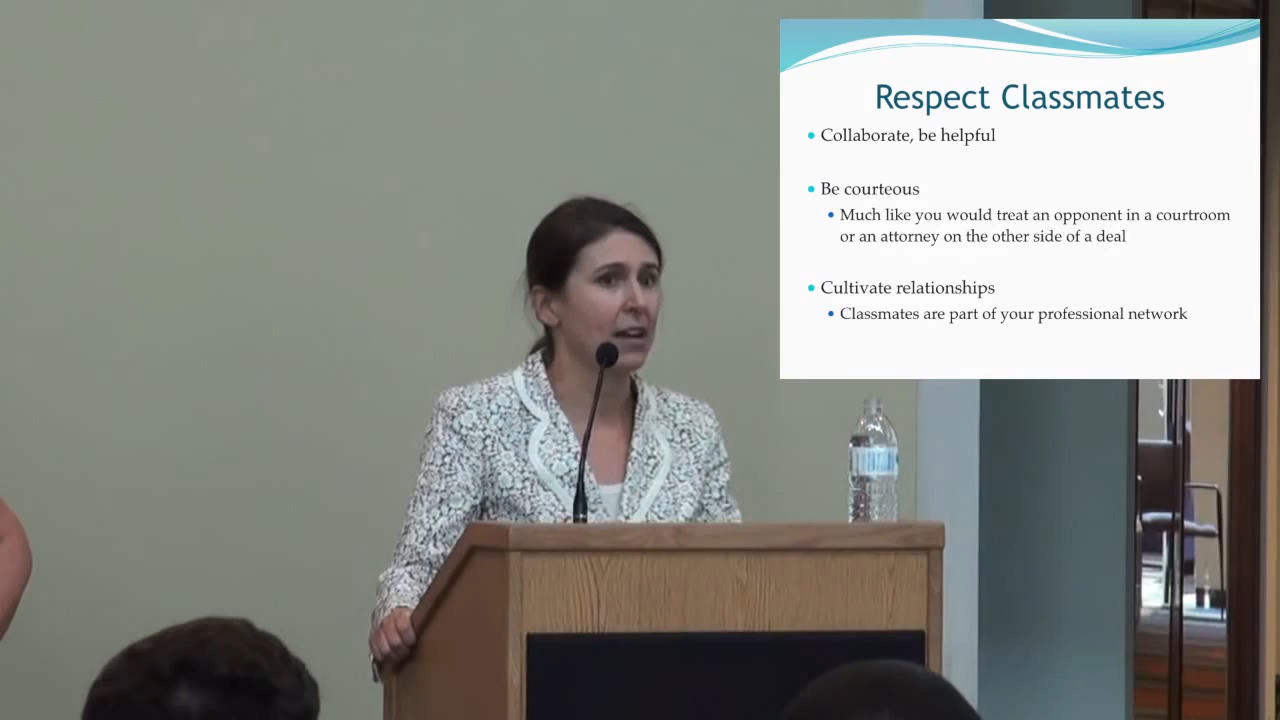 Respect Classmates
Collaborate, be helpful
Be courteous
Much like you would treat an opponent in a courtroom
or an attorney on the other side of a deal
Cultivate relationships
Classmates are part of your professional network